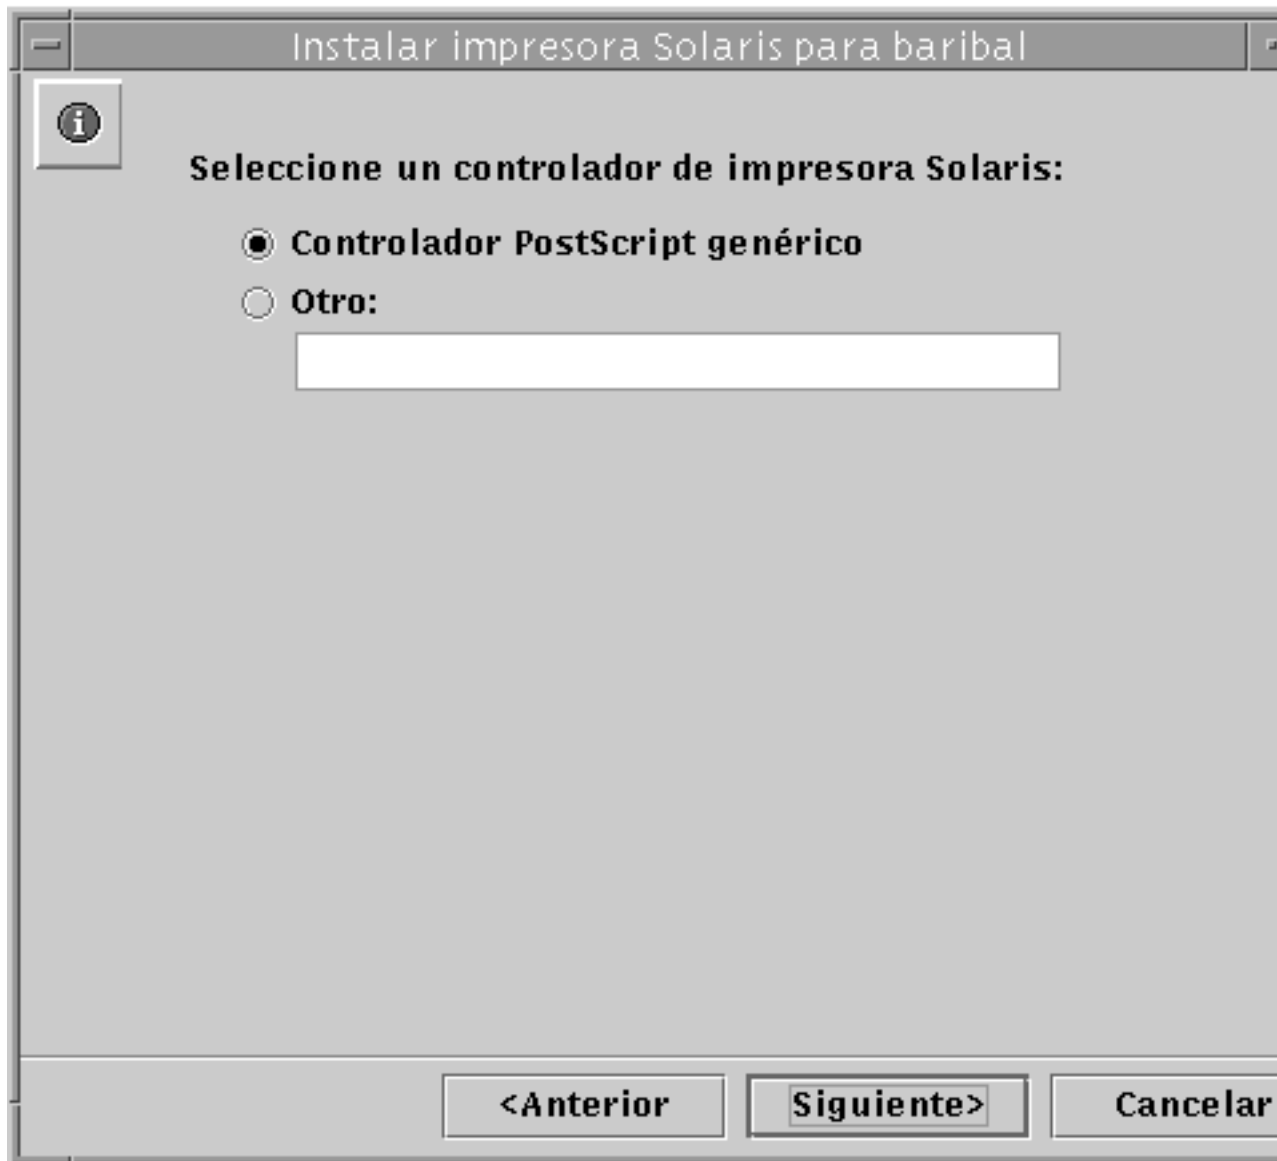 Instalar impresora Solaris para baribal
Seleccione un controlador de impresora Solaris:
Controlador PostScript genérico
Otro:
<Anterior
Siguiente>
Cancelar